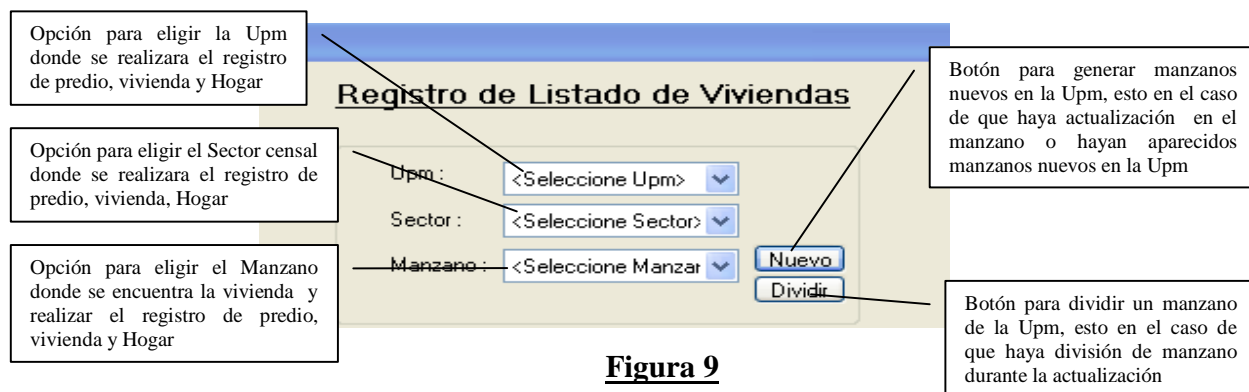 Opción para eligir la Upm
donde se realizara el registro
de predio, vivienda y Hogar
Opción para eligir el Sector censal
donde se realizara el registro de
predio, vivienda, Hogar
Opción para eligir el Manzano
donde se encuentra la vivienda y
realizar el registro de predio,
vivienda y Hogar
Registro de Listado de Viviendas
Upm :
<Seleccione Upm>
Sector :
<Seleccione Sector>
Manzano :
<Seleccione Manzar
Nuevo
Dividir
Botón para generar manzanos
nuevos en la Upm, esto en el caso
de que haya actualización en el
manzano o hayan aparecidos
manzanos nuevos en la Upm
Botón para dividir un manzano
de la Upm, esto en el caso de
que haya división de manzano
durante la actualización
Figura 9